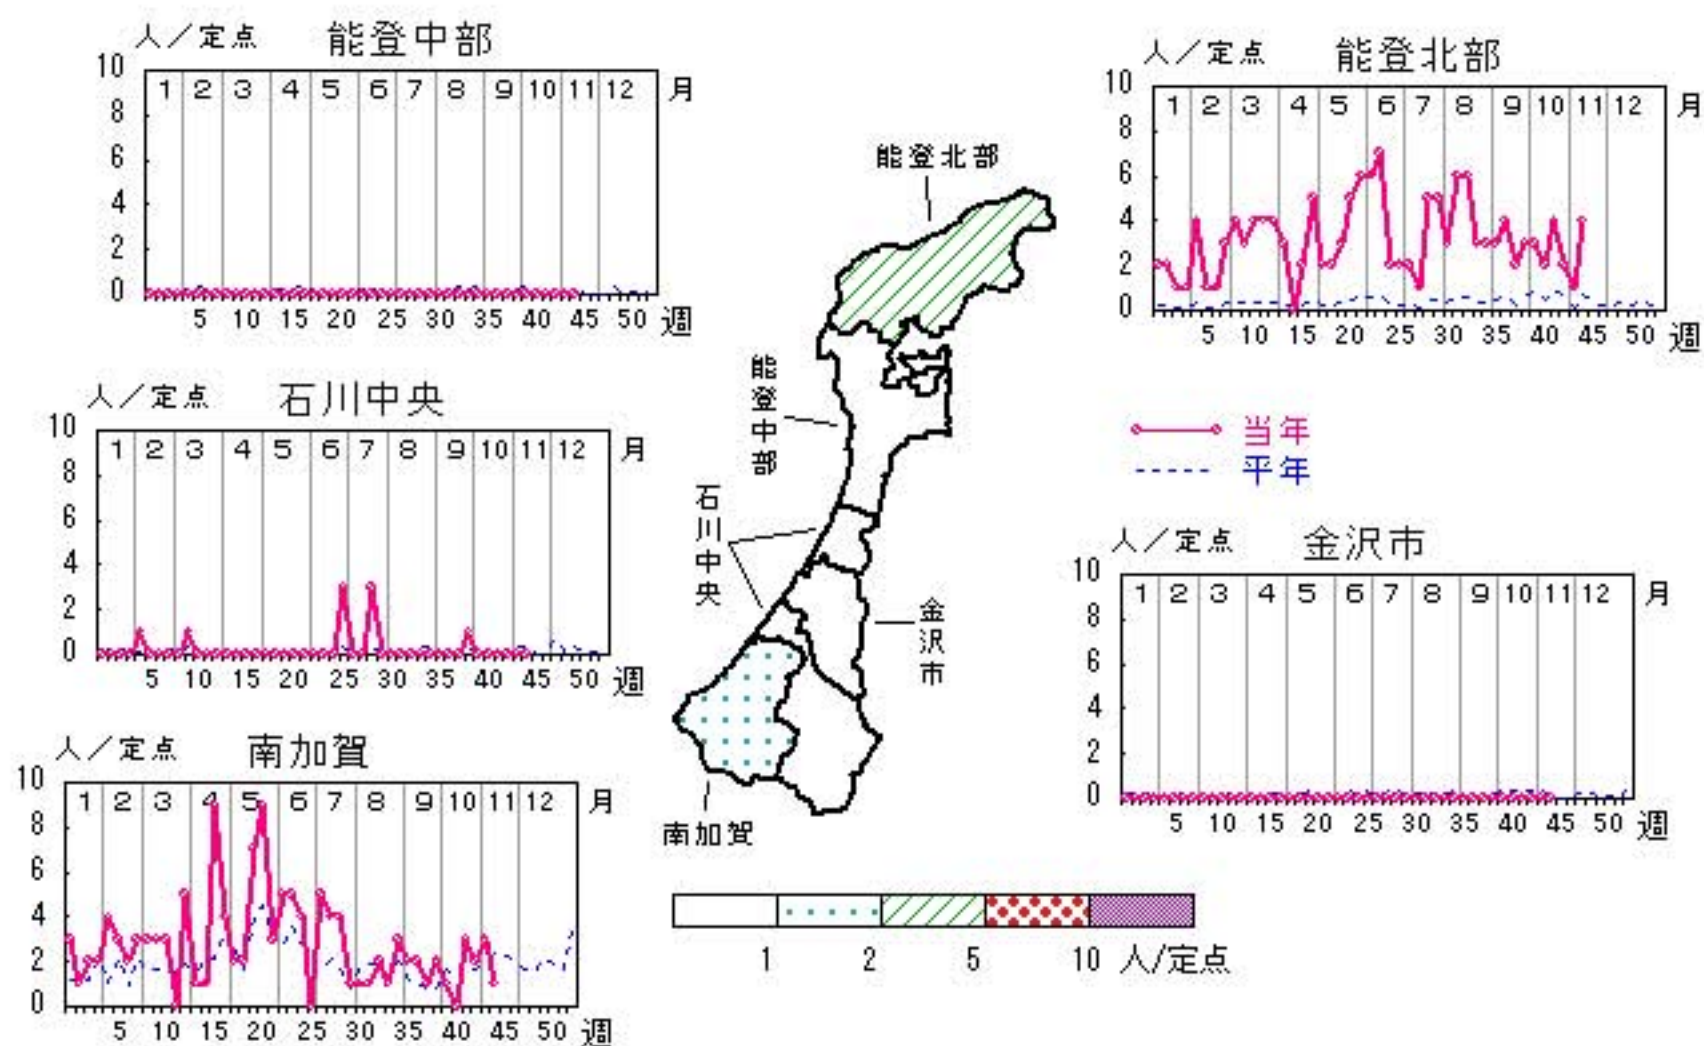 人／定点 能登中部
10 8 6 4 2 0
1 2 3 4 5 6 7 8 9 10 11 12 月
5 10 15 20 25 30 35 40 45 50 週
人／定点 能登北部
10 8 6 4 2 0
1 2 3 4 5 6 7 8 9 10 11 12 月
5 10 15 20 25 30 35 40 45 50 週
人／定点 石川中央
10 8 6 4 2 0
1 2 3 4 5 6 7 8 9 10 11 12 月
5 10 15 20 25 30 35 40 45 50 週
当年
平年
人／定点 金沢市
10 8 6 4 2 0
1 2 3 4 5 6 7 8 9 10 11 12 月
5 10 15 20 25 30 35 40 45 50 週
人／定点 南加賀
10 8 6 4 2 0
1 2 3 4 5 6 7 8 9 10 11 12 月
5 10 15 20 25 30 35 40 45 50 週
能登北部
能登中部
石川中央
金沢市
南加賀
1 2 5 10 人/定点